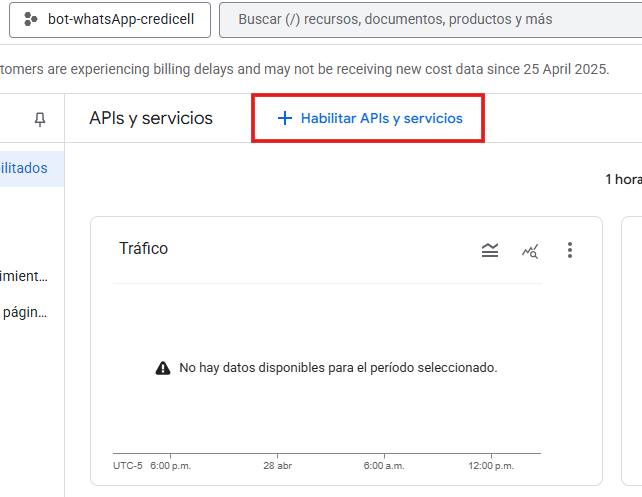 bot-whatsApp-credicell
Buscar (/) recursos, documentos, productos y más
tomers are experiencing billing delays and may not be receiving new cost data since 25 April 2025.
APIs y servicios
+ Habilitar APIs y servicios
ilitados
1 hora
imient...
págin...
Tráfico
No hay datos disponibles para el período seleccionado.
UTC-5 6:00 p.m. 28 abr 6:00 a.m. 12:00 p.m.